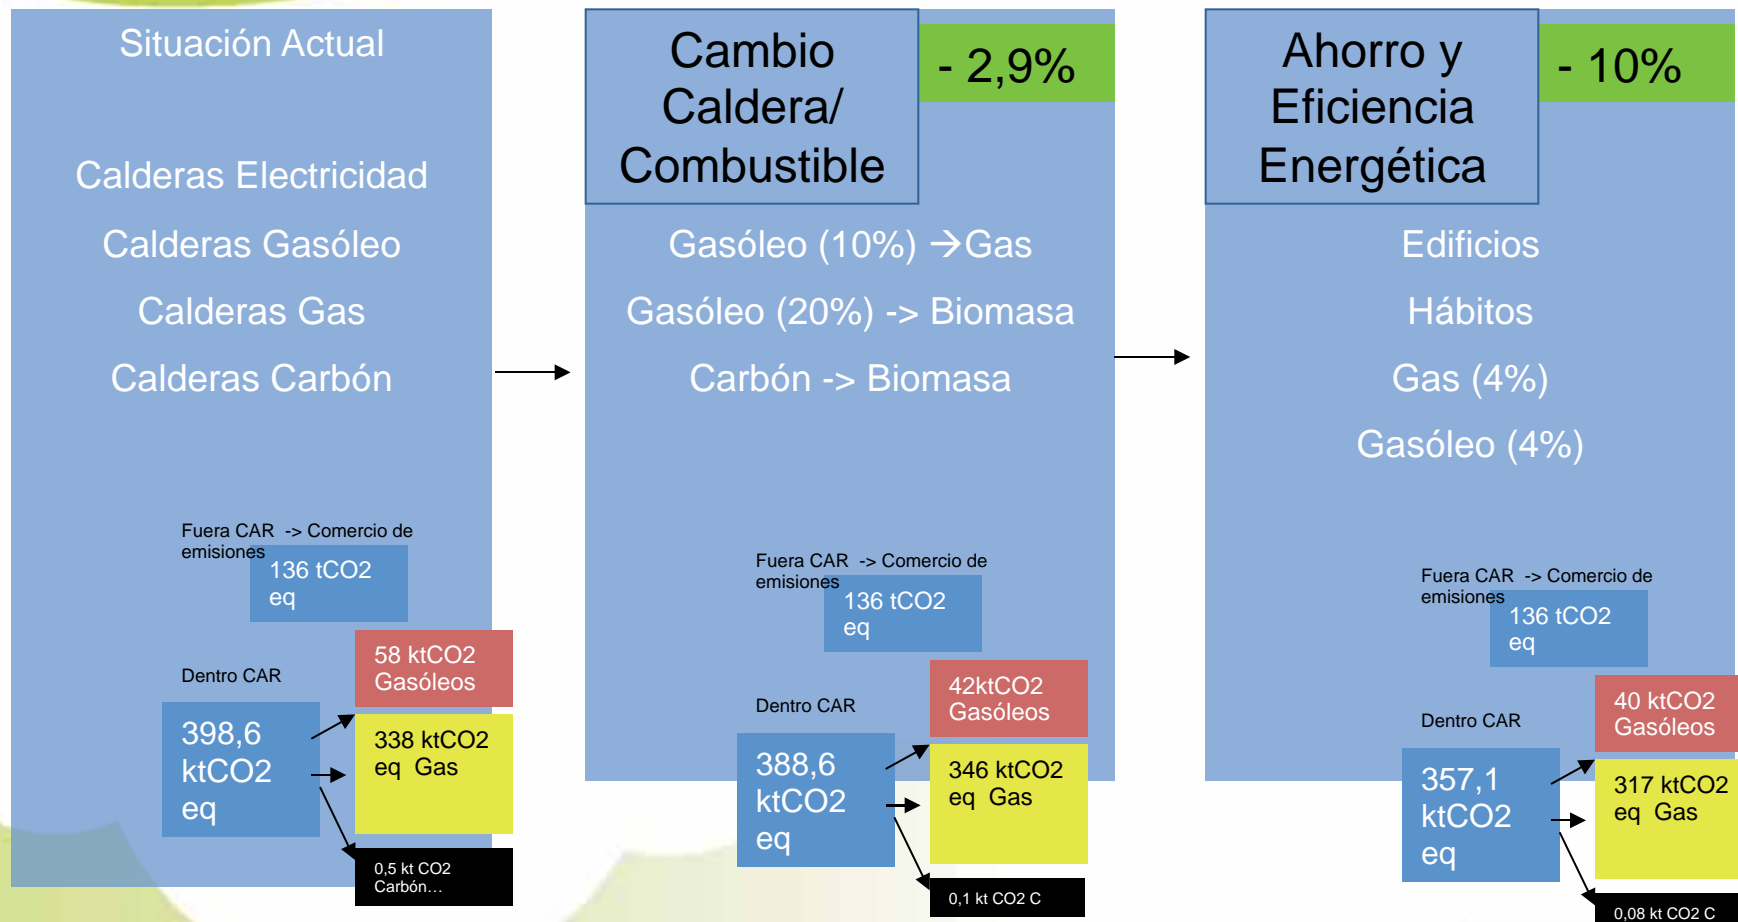 Situación Actual
Calderas Electricidad
Calderas Gasóleo
Calderas Gas
Calderas Carbón
Fuera CAR -> Comercio de
emisiones
136 tCO2
eq
Dentro CAR
398,6
ktCO2
eq
58 ktCO2
Gasóleos
338 ktCO2
eq Gas
0,5 kt CO2
Carbón…
Cambio
Caldera/
Combustible
- 2,9%
Gasóleo (10%) →Gas
Gasóleo (20%) -> Biomasa
Carbón -> Biomasa
Fuera CAR -> Comercio de
emisiones
136 tCO2
eq
Dentro CAR
388,6
ktCO2
eq
42ktCO2
Gasóleos
346 ktCO2
eq Gas
0,1 kt CO2 C
Ahorro y
Eficiencia
Energética
- 10%
Edificios
Hábitos
Gas (4%)
Gasóleo (4%)
Fuera CAR -> Comercio de
emisiones
136 tCO2
eq
Dentro CAR
357,1
ktCO2
eq
40 ktCO2
Gasóleos
317 ktCO2
eq Gas
0,08 kt CO2 C